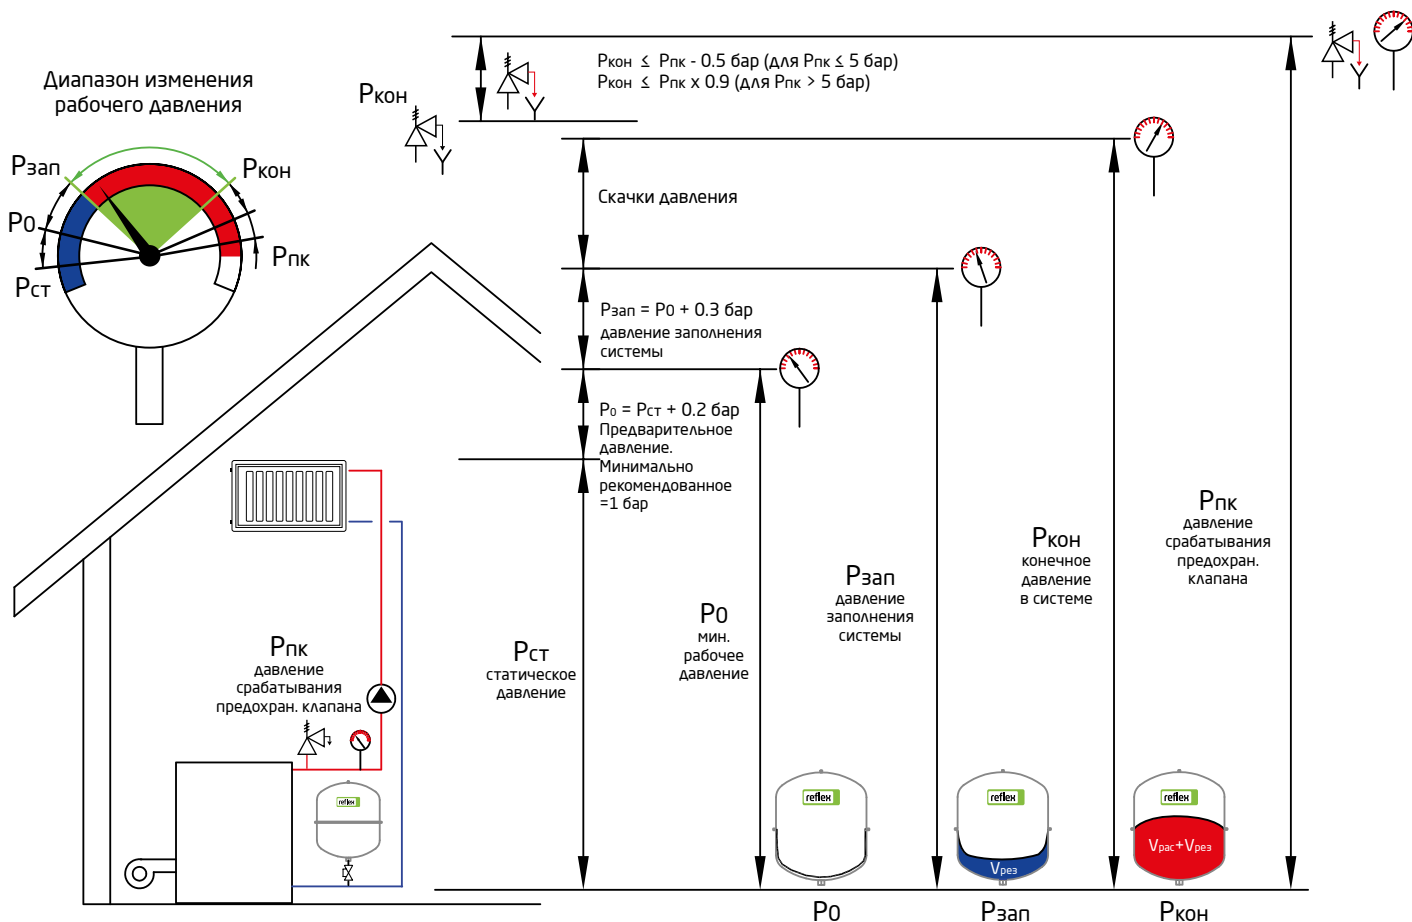 Диапазон изменения
рабочего давления
Pзап
Pкон
P0
Pст
Pпк
Pкон
Pкон ≤ Pпк - 0.5 бар (для Pпк ≤ 5 бар)
Pкон ≤ Pпк x 0.9 (для Pпк > 5 бар)
Скачки давления
Pзап = P0 + 0.3 бар
давление заполнения
системы
P0 = Pст + 0.2 бар
Предварительное
давление.
Минимально
рекомендованное
=1 бар
Pпк
давление
срабатывания
предохран. клапана
Pст
статическое
давление
P0
мин.
рабочее
давление
Pзап
давление
заполнения
системы
Pкон
конечное
давление
в системе
Pпк
давление
срабатывания
предохран.
клапана
reflex
reflex
reflex
reflex
Vрез
Vрас+Vрез
P0
Pзап
Pкон